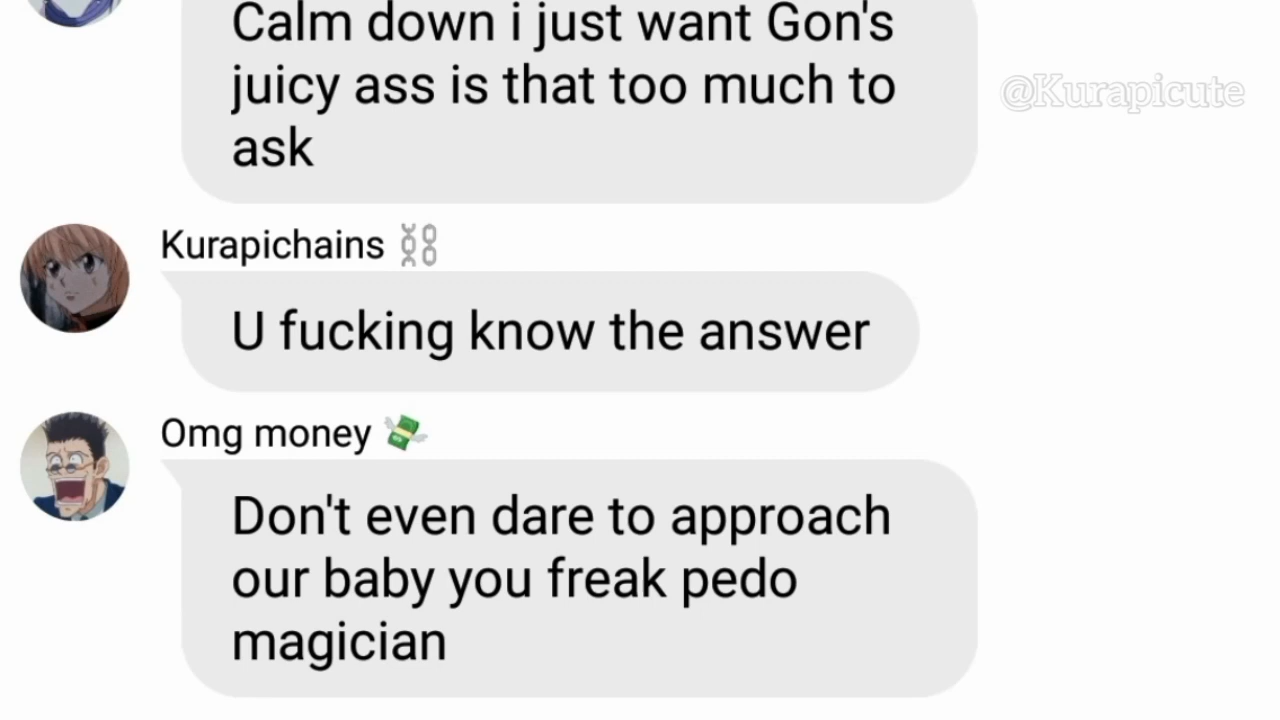 Calm down i just want Gon's
juicy ass is that too much to
ask
@Kurapicute
Kurapichains ⛓
U fucking know the answer
Omg money 💸
Don't even dare to approach
our baby you freak pedo
magician